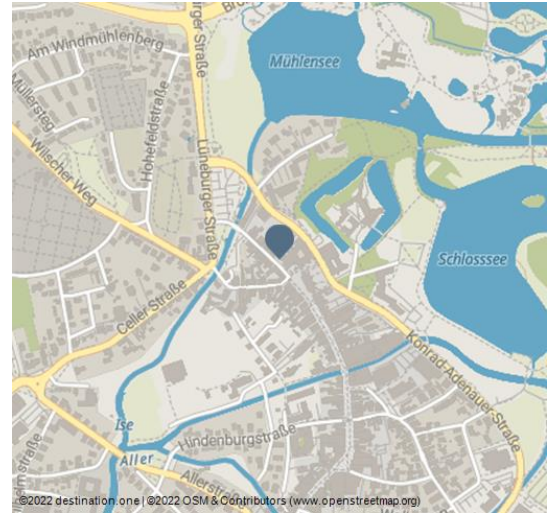 Am Windmühlenberg
Mühlensee
Müllersteg
Hohefeldstraße
Wilscher Weg
Lüneburger Straße
Schlosssee
Celler Straße
Konrad-Adenauer-Straße
Ise
Hindenburgstraße
Aller
Allerstr
©2022 destination.one | ©2022 OSM & Contributors (www.openstreetmap.org)